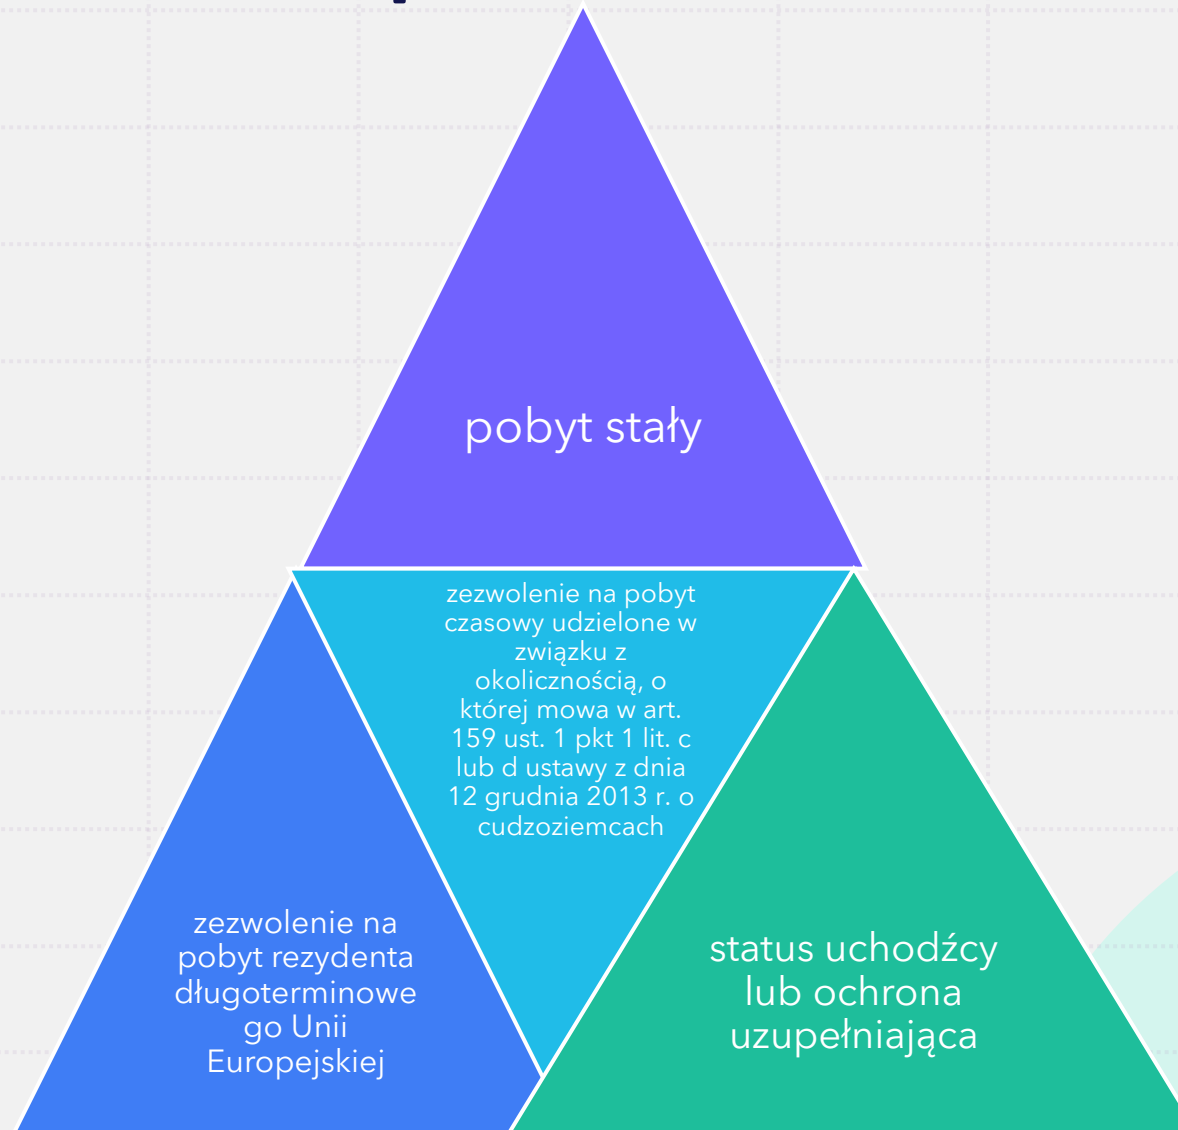 pobyt stały
zezwolenie na pobyt
czasowy udzielone w
związku z
okolicznością, o
której mowa w art.
159 ust. 1 pkt 1 lit. c
lub d ustawy z dnia
12 grudnia 2013 r. o
cudzoziemcach
zezwolenie na
pobyt rezydenta
długoterminowe
go Unii
Europejskiej
status uchodźcy
lub ochrona
uzupełniająca